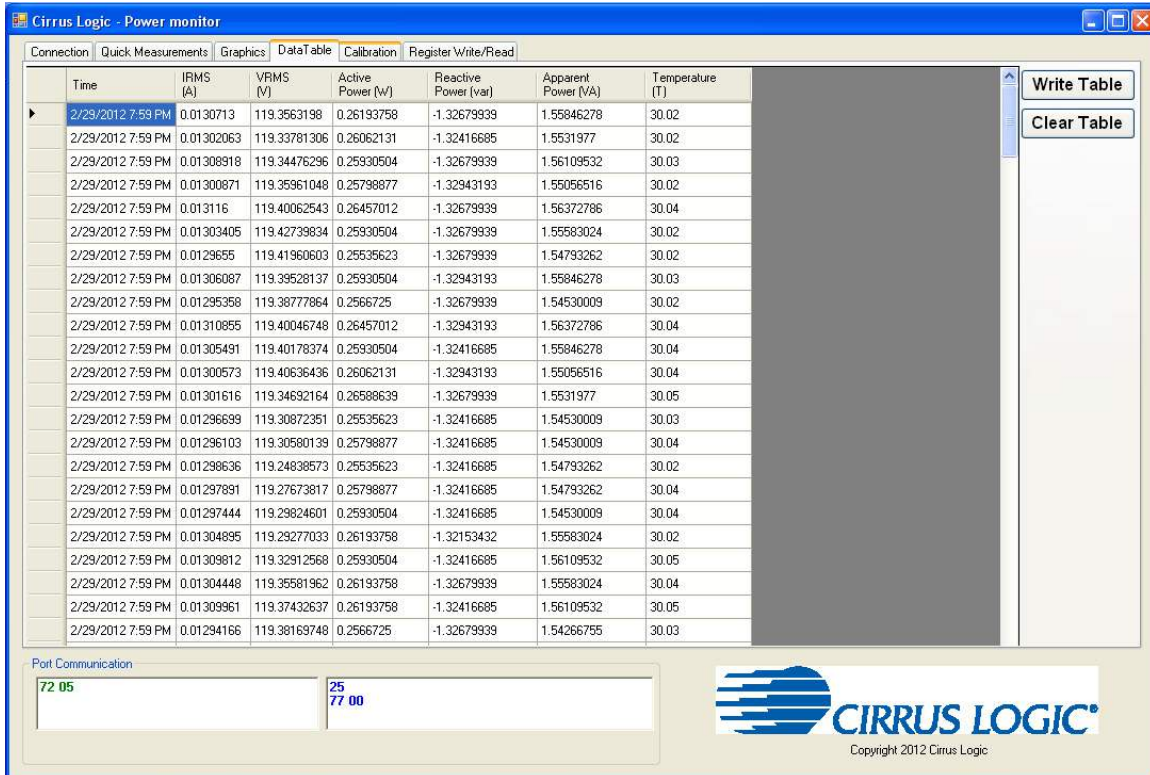 Cirrus Logic - Power monitor
Connection Quick Measurements Graphics DataTable Calibration Register Write/Read
Time IRMS (A) VRMS (V) Active Power (W) Reactive Power (var) Apparent Power (VA) Temperature (T)
2/29/2012 7:59 PM 0.0130713 119.3563198 0.26193758 -1.32679939 1.55846278 30.02
2/29/2012 7:59 PM 0.01302063 119.33781306 0.26062131 -1.32416685 1.5531977 30.02
2/29/2012 7:59 PM 0.01308918 119.34476296 0.25930504 -1.32679939 1.56109532 30.03
2/29/2012 7:59 PM 0.01300871 119.35961048 0.25798877 -1.32943193 1.55056516 30.02
2/29/2012 7:59 PM 0.013116 119.40062543 0.26457012 -1.32679939 1.56372786 30.04
2/29/2012 7:59 PM 0.01303405 119.42739834 0.25930504 -1.32679939 1.55583024 30.02
2/29/2012 7:59 PM 0.0129655 119.41960603 0.25535623 -1.32679939 1.54793262 30.02
2/29/2012 7:59 PM 0.01306087 119.39528137 0.25930504 -1.32943193 1.55846278 30.03
2/29/2012 7:59 PM 0.01295358 119.38777864 0.2566725 -1.32679939 1.54530009 30.02
2/29/2012 7:59 PM 0.01310855 119.40046748 0.26457012 -1.32943193 1.56372786 30.04
2/29/2012 7:59 PM 0.01305491 119.40178374 0.25930504 -1.32416685 1.55846278 30.04
2/29/2012 7:59 PM 0.01300573 119.40636436 0.26062131 -1.32943193 1.55056516 30.04
2/29/2012 7:59 PM 0.01301616 119.34692164 0.26588639 -1.32679939 1.5531977 30.05
2/29/2012 7:59 PM 0.01296699 119.30872351 0.25535623 -1.32416685 1.54530009 30.03
2/29/2012 7:59 PM 0.01296103 119.30580139 0.25798877 -1.32416685 1.54530009 30.04
2/29/2012 7:59 PM 0.01298636 119.24838573 0.25535623 -1.32416685 1.54793262 30.02
2/29/2012 7:59 PM 0.01297891 119.27673817 0.25798877 -1.32416685 1.54793262 30.04
2/29/2012 7:59 PM 0.01297444 119.29824601 0.25930504 -1.32416685 1.54530009 30.04
2/29/2012 7:59 PM 0.01304895 119.29277033 0.26193758 -1.32153432 1.55583024 30.02
2/29/2012 7:59 PM 0.01309812 119.32912568 0.25930504 -1.32416685 1.56109532 30.05
2/29/2012 7:59 PM 0.01304448 119.35581962 0.26193758 -1.32679939 1.55583024 30.04
2/29/2012 7:59 PM 0.01309961 119.37432637 0.26193758 -1.32416685 1.56109532 30.05
2/29/2012 7:59 PM 0.01294166 119.38169748 0.2566725 -1.32679939 1.54266755 30.03
Write Table
Clear Table
Port Communication
72 05
25
77 00
CIRRUS LOGIC®
Copyright 2012 Cirrus Logic